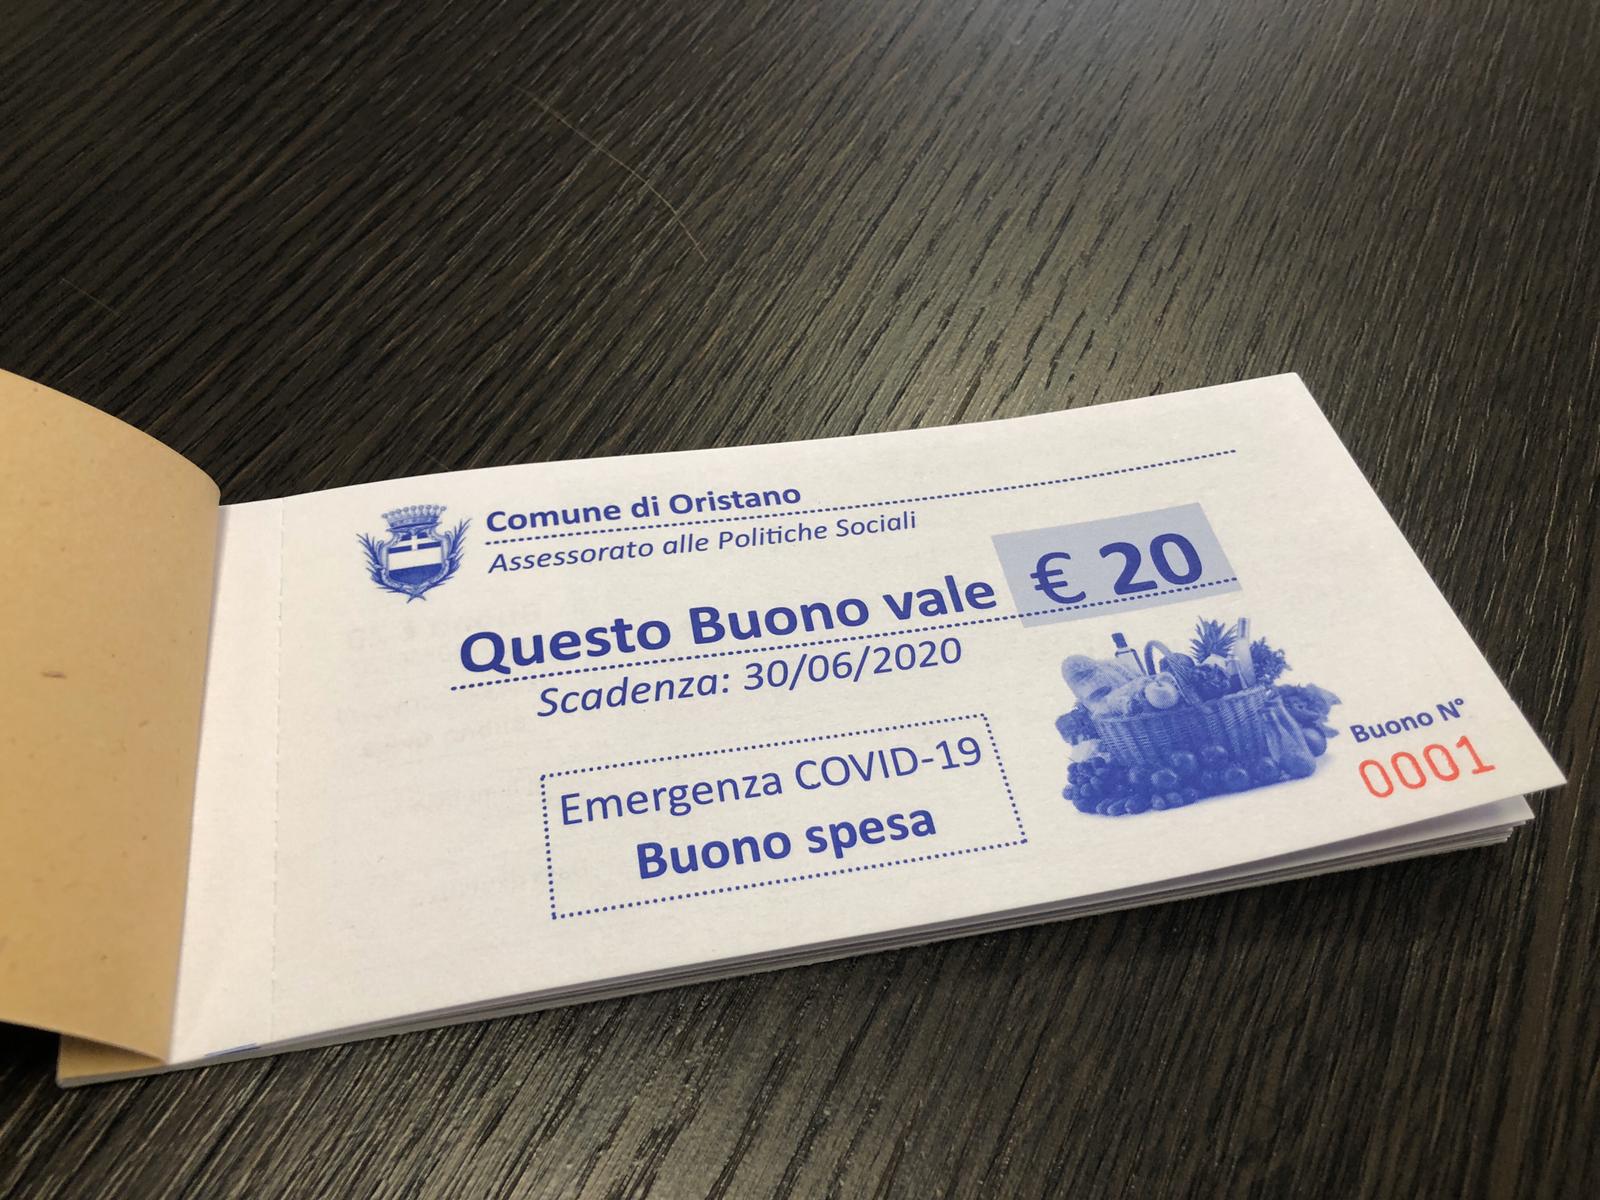 Comune di Oristano
Assessorato alle Politiche Sociali
Questo Buono vale € 20
Scadenza: 30/06/2020
Emergenza COVID-19
Buono spesa
Buono N°
0001